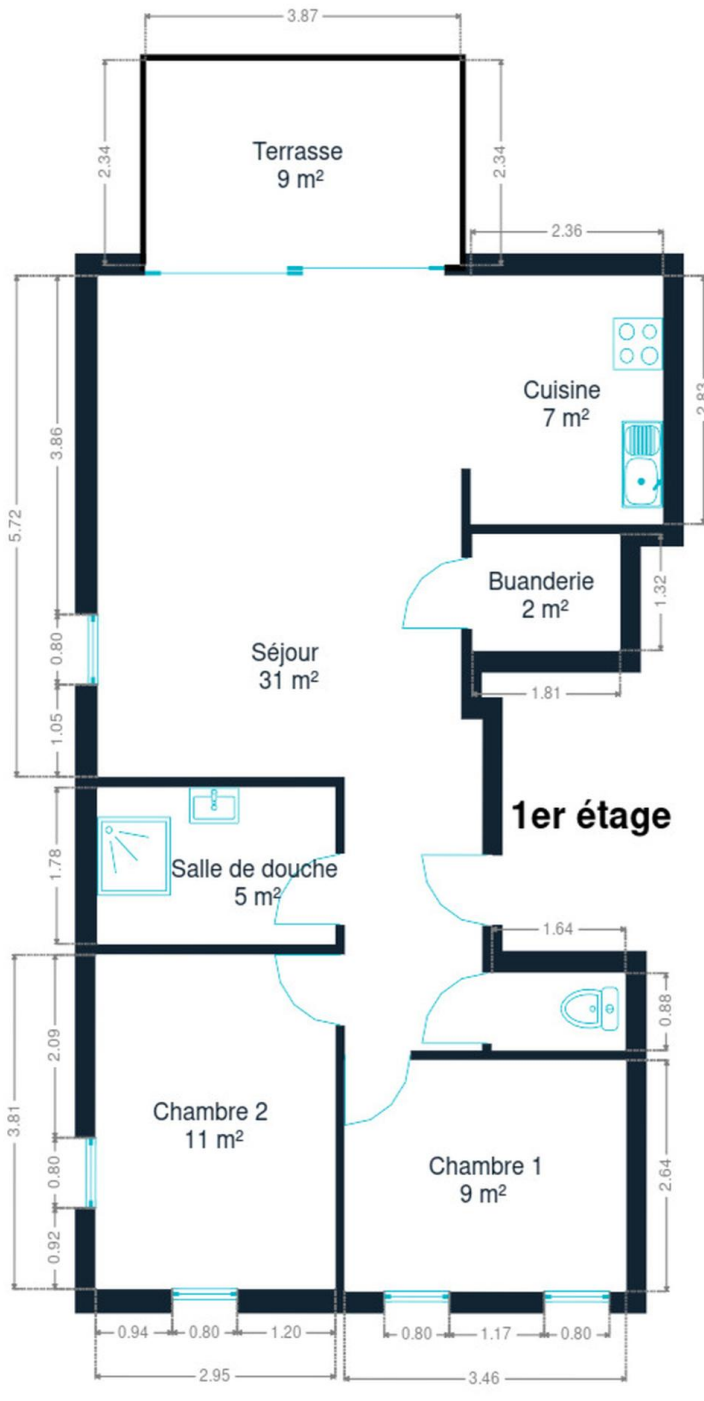 3.87
2.34
2.34
Terrasse
9 m²
2.36
5.72
3.86
Cuisine
7 m²
2.83
0.80
Buanderie
2 m²
1.32
Séjour
31 m²
1.05
1.81
1.78
1er étage
Salle de douche
5 m²
1.64
0.88
3.81
2.09
Chambre 2
11 m²
0.80
Chambre 1
9 m²
2.64
0.92
0.94
0.80
1.20
0.80
1.17
0.80
2.95
3.46